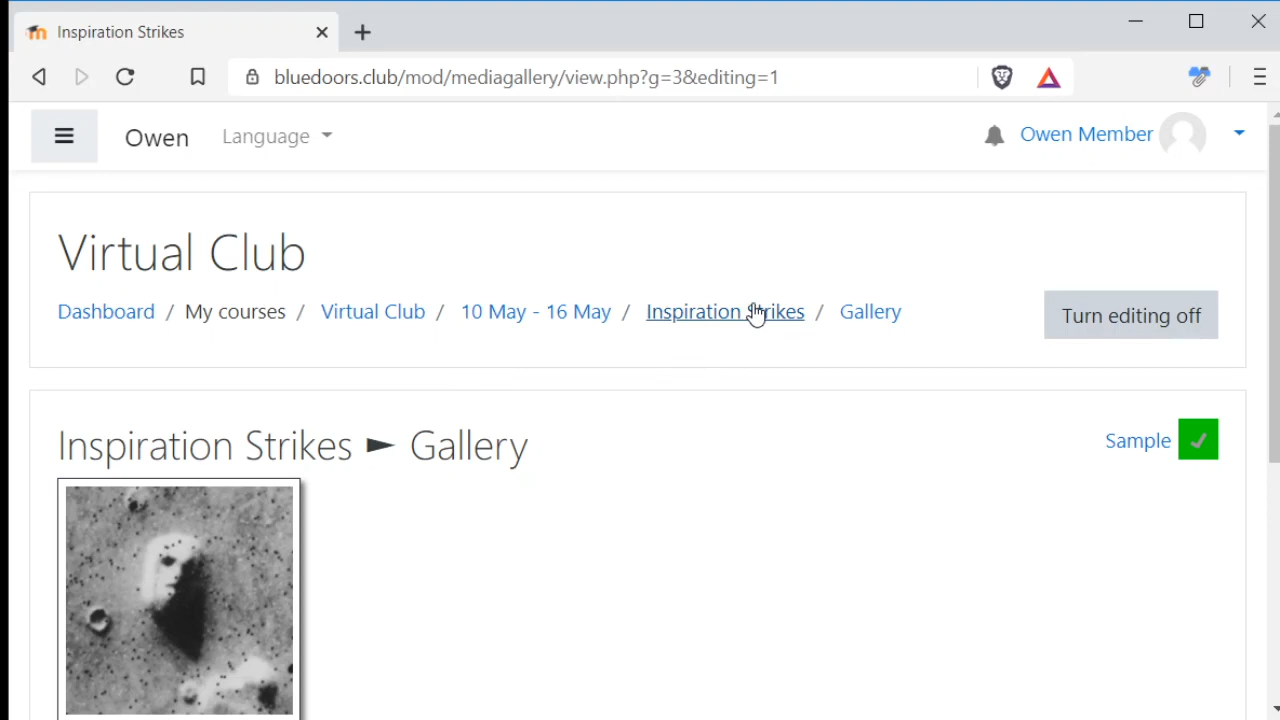 Inspiration Strikes
bluedoors.club/mod/mediagallery/view.php?g=3&editing=1
Owen Language Owen Member
Virtual Club
Dashboard / My courses / Virtual Club / 10 May - 16 May / Inspiration Strikes / Gallery Turn editing off
Inspiration Strikes ► Gallery Sample